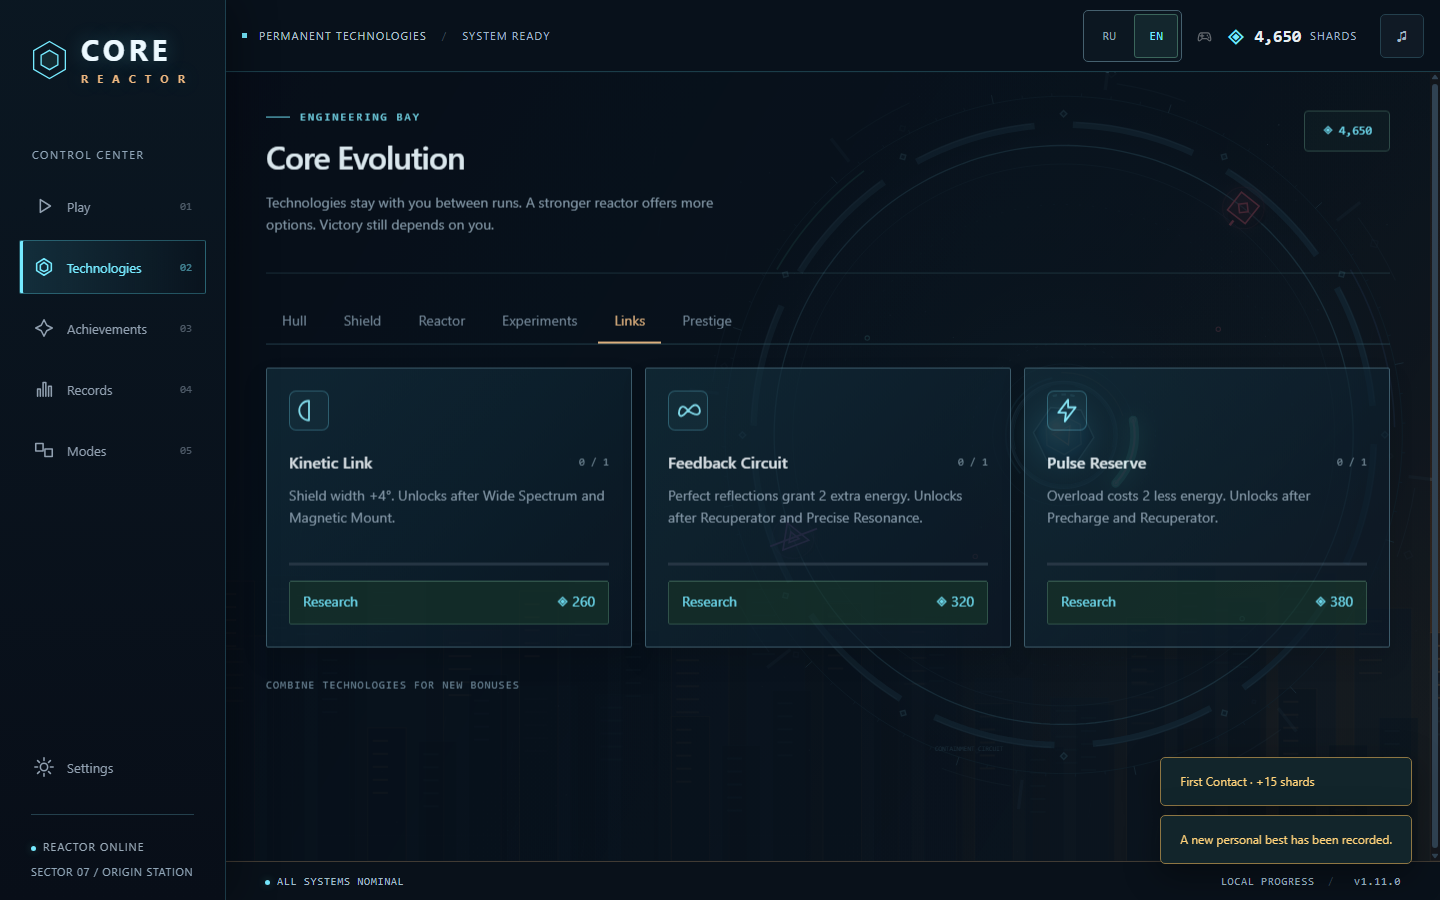 CORE
REACTOR
CONTROL CENTER
Play 01
Technologies 02
Achievements 03
Records 04
Modes 05
Settings
REACTOR ONLINE
SECTOR 07 / ORIGIN STATION
PERMANENT TECHNOLOGIES / SYSTEM READY
RU EN 4,650 SHARDS
ENGINEERING BAY
4,650
Core Evolution
Technologies stay with you between runs. A stronger reactor offers more
options. Victory still depends on you.
Hull Shield Reactor Experiments Links Prestige
Kinetic Link 0 / 1
Shield width +4°. Unlocks after Wide Spectrum and
Magnetic Mount.
Research 260
Feedback Circuit 0 / 1
Perfect reflections grant 2 extra energy. Unlocks
after Recuperator and Precise Resonance.
Research 320
Pulse Reserve 0 / 1
Overload costs 2 less energy. Unlocks after
Precharge and Recuperator.
Research 380
COMBINE TECHNOLOGIES FOR NEW BONUSES
First Contact · +15 shards
A new personal best has been recorded.
ALL SYSTEMS NOMINAL
LOCAL PROGRESS / v1.11.0